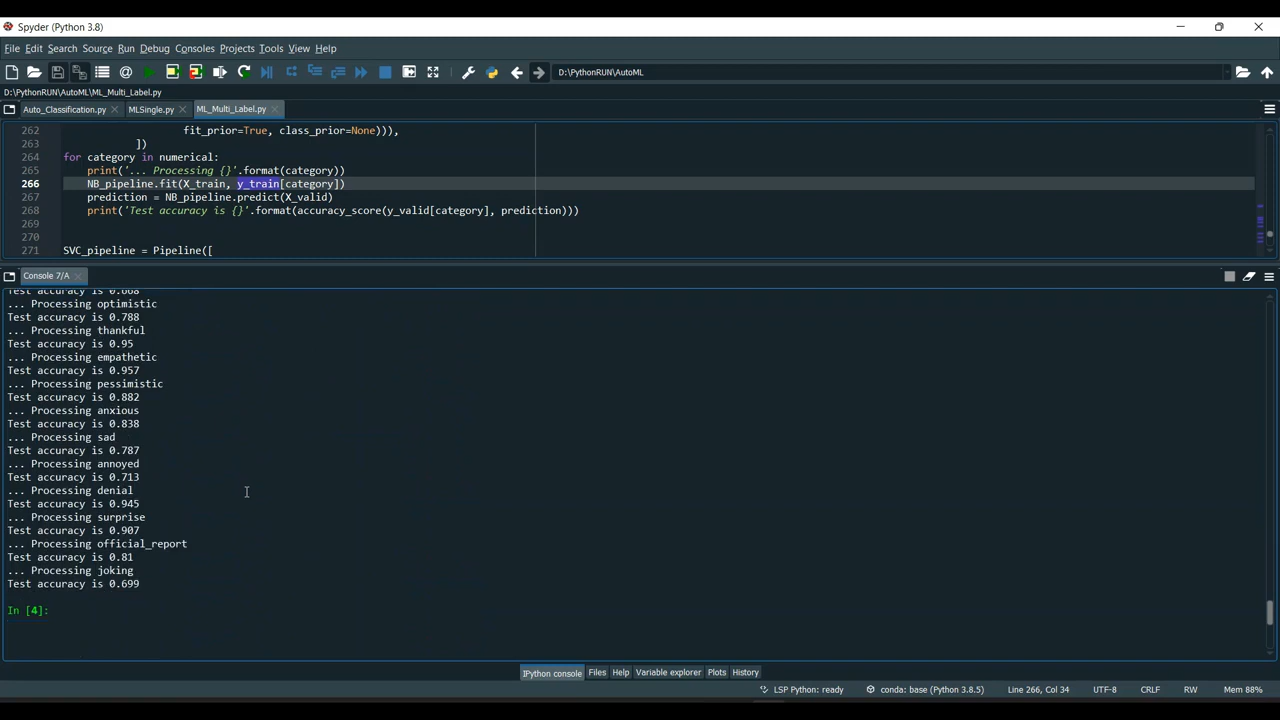 Spyder (Python 3.8)
File Edit Search Source Run Debug Consoles Projects Tools View Help
D:\PythonRUN\AutoML
D:\PythonRUN\AutoML\ML_Multi_Label.py
Auto_Classification.py MLSingle.py ML_Multi_Label.py
262 fit_prior=True, class_prior=None))),
263 ])
264 for category in numerical:
265 print('... Processing {}'.format(category))
266 NB_pipeline.fit(X_train, y_train[category])
267 prediction = NB_pipeline.predict(X_valid)
268 print('Test accuracy is {}'.format(accuracy_score(y_valid[category], prediction)))
269
270
271 SVC_pipeline = Pipeline([
Console 7/A
Test accuracy is 0.668
... Processing optimistic
Test accuracy is 0.788
... Processing thankful
Test accuracy is 0.95
... Processing empathetic
Test accuracy is 0.957
... Processing pessimistic
Test accuracy is 0.882
... Processing anxious
Test accuracy is 0.838
... Processing sad
Test accuracy is 0.787
... Processing annoyed
Test accuracy is 0.713
... Processing denial
Test accuracy is 0.945
... Processing surprise
Test accuracy is 0.907
... Processing official_report
Test accuracy is 0.81
... Processing joking
Test accuracy is 0.699
In [4]:
IPython console Files Help Variable explorer Plots History
LSP Python: ready conda: base (Python 3.8.5) Line 266, Col 34 UTF-8 CRLF RW Mem 88%